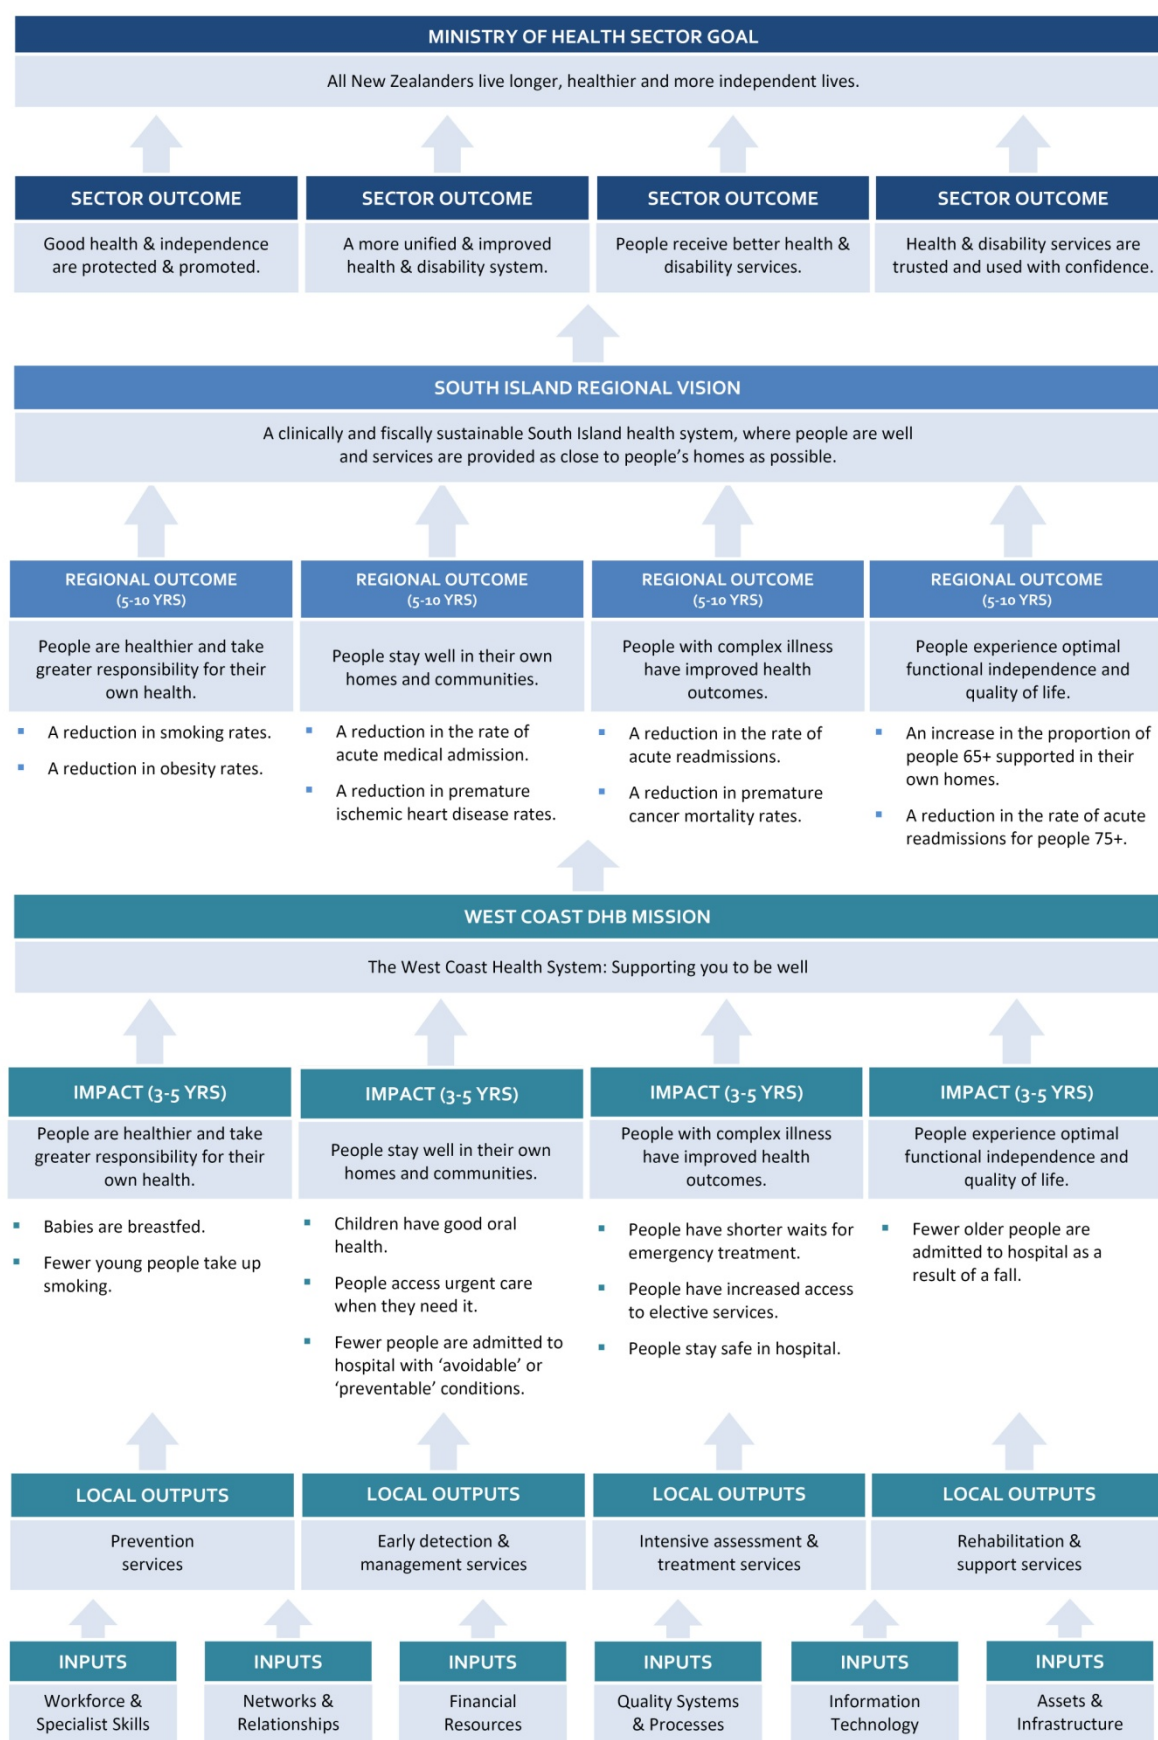 MINISTRY OF HEALTH SECTOR GOAL
All New Zealanders live longer, healthier and more independent lives.
SECTOR OUTCOME
Good health & independence
are protected & promoted.
SECTOR OUTCOME
A more unified & improved
health & disability system.
SECTOR OUTCOME
People receive better health &
disability services.
SECTOR OUTCOME
Health & disability services are
trusted and used with confidence.
SOUTH ISLAND REGIONAL VISION
A clinically and fiscally sustainable South Island health system, where people are well
and services are provided as close to people’s homes as possible.
REGIONAL OUTCOME
(5-10 YRS)
People are healthier and take
greater responsibility for their
own health.
▪ A reduction in smoking rates.
▪ A reduction in obesity rates.
REGIONAL OUTCOME
(5-10 YRS)
People stay well in their own
homes and communities.
▪ A reduction in the rate of
acute medical admission.
▪ A reduction in premature
ischemic heart disease rates.
REGIONAL OUTCOME
(5-10 YRS)
People with complex illness
have improved health
outcomes.
▪ A reduction in the rate of
acute readmissions.
▪ A reduction in premature
cancer mortality rates.
REGIONAL OUTCOME
(5-10 YRS)
People experience optimal
functional independence and
quality of life.
▪ An increase in the proportion of
people 65+ supported in their
own homes.
▪ A reduction in the rate of acute
readmissions for people 75+.
WEST COAST DHB MISSION
The West Coast Health System: Supporting you to be well
IMPACT (3-5 YRS)
People are healthier and take
greater responsibility for their
own health.
▪ Babies are breastfed.
▪ Fewer young people take up
smoking.
IMPACT (3-5 YRS)
People stay well in their own
homes and communities.
▪ Children have good oral
health.
▪ People access urgent care
when they need it.
▪ Fewer people are admitted to
hospital with ‘avoidable’ or
‘preventable’ conditions.
IMPACT (3-5 YRS)
People with complex illness
have improved health
outcomes.
▪ People have shorter waits for
emergency treatment.
▪ People have increased access
to elective services.
▪ People stay safe in hospital.
IMPACT (3-5 YRS)
People experience optimal
functional independence and
quality of life.
▪ Fewer older people are
admitted to hospital as a
result of a fall.
LOCAL OUTPUTS
Prevention
services
LOCAL OUTPUTS
Early detection &
management services
LOCAL OUTPUTS
Intensive assessment &
treatment services
LOCAL OUTPUTS
Rehabilitation &
support services
INPUTS
Workforce &
Specialist Skills
INPUTS
Networks &
Relationships
INPUTS
Financial
Resources
INPUTS
Quality Systems
& Processes
INPUTS
Information
Technology
INPUTS
Assets &
Infrastructure